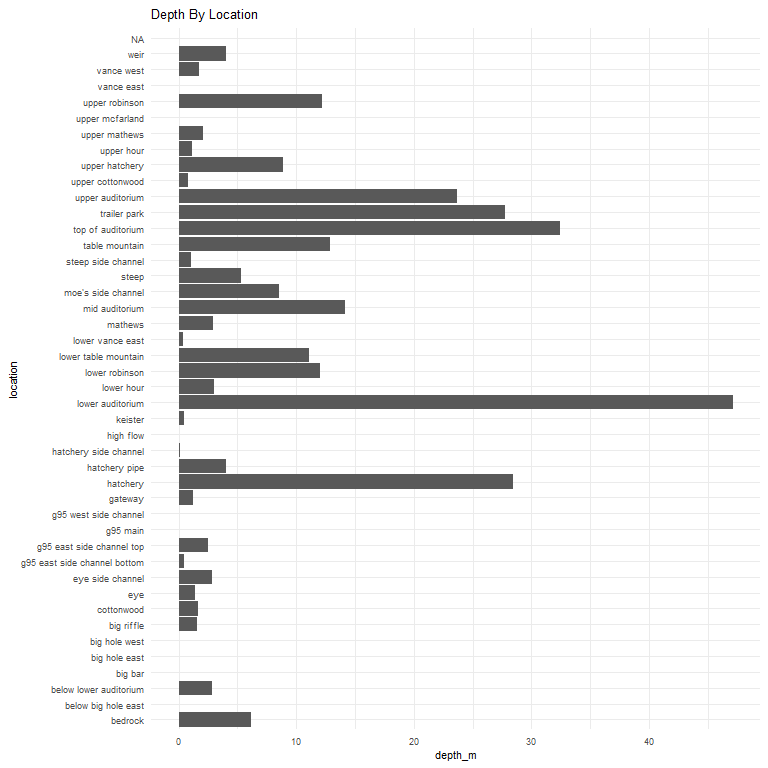 Depth By Location
NA
weir
vance west
vance east
upper robinson
upper mcfarland
upper mathews
upper hour
upper hatchery
upper cottonwood
upper auditorium
trailer park
top of auditorium
table mountain
steep side channel
steep
moe's side channel
mid auditorium
mathews
lower vance east
lower table mountain
lower robinson
lower hour
lower auditorium
keister
high flow
hatchery side channel
hatchery pipe
hatchery
gateway
g95 west side channel
g95 main
g95 east side channel top
g95 east side channel bottom
eye side channel
eye
cottonwood
big riffle
big hole west
big hole east
big bar
below lower auditorium
below big hole east
bedrock
location
0 10 20 30 40
depth_m